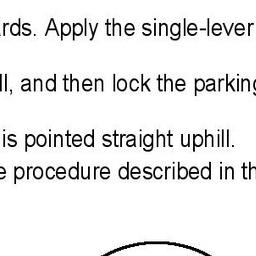 rds. Apply the single-lever
ll, and then lock the parking
is pointed straight uphill.
e procedure described in th